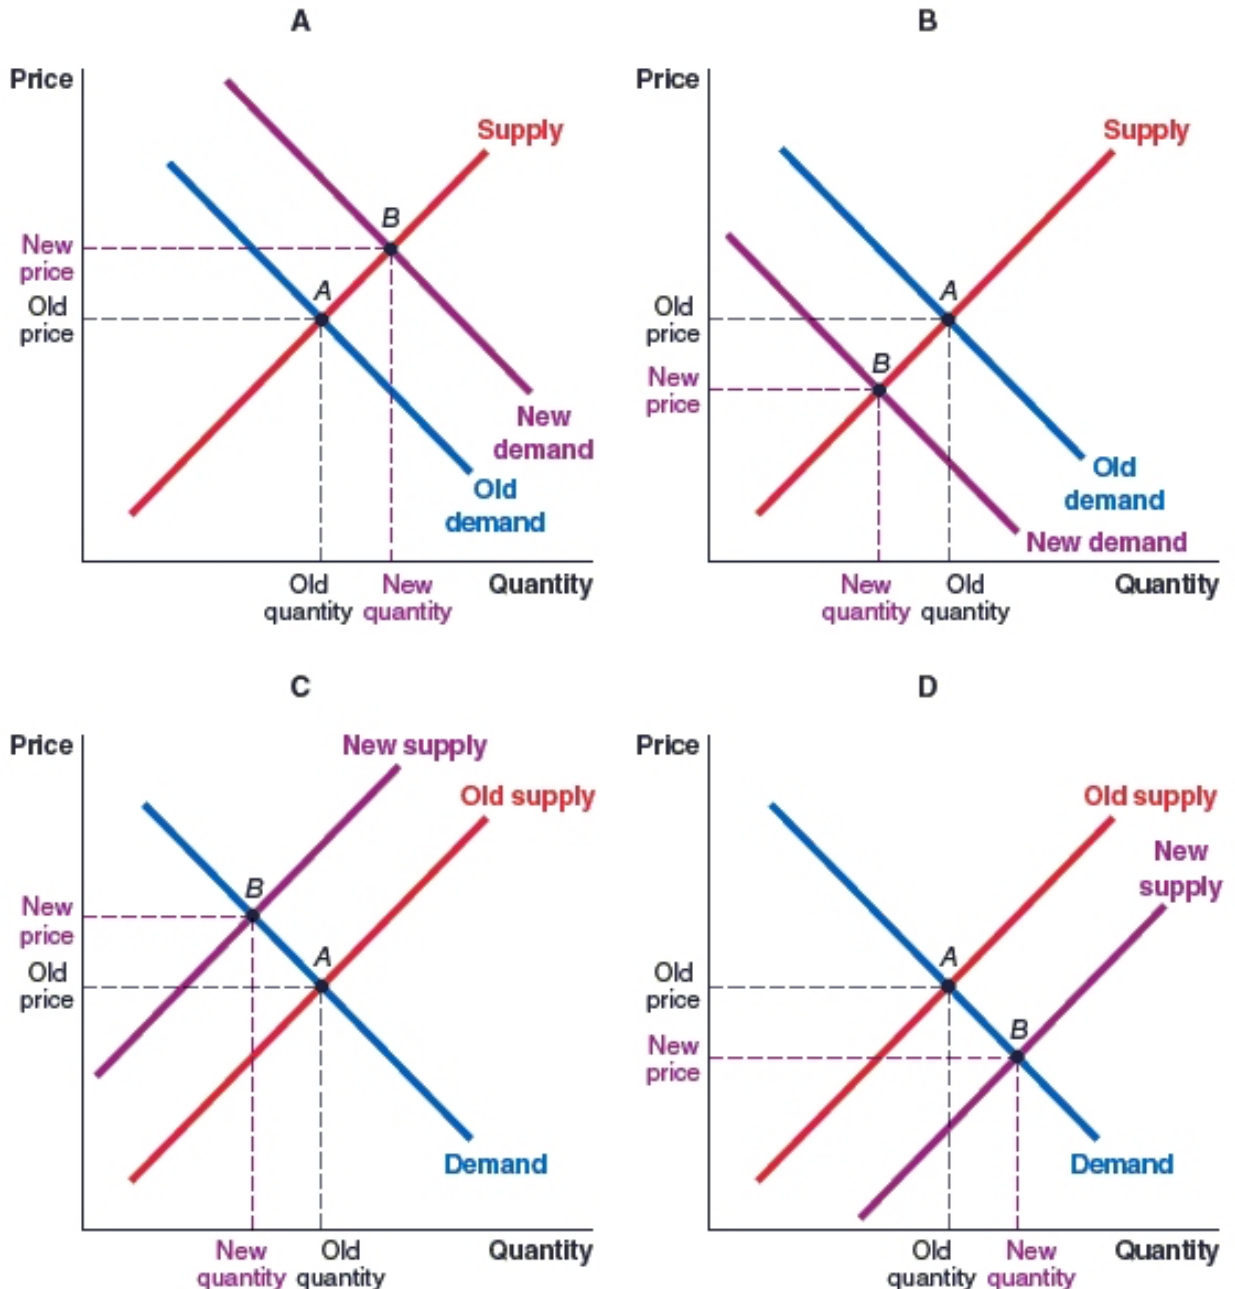 A
Price
Supply
B
New
price
A
Old
price
New
demand
Old
demand
Old
quantity
New
quantity
Quantity
B
Price
Supply
A
Old
price
B
New
price
Old
demand
New demand
New
quantity
Old
quantity
Quantity
C
Price
New supply
Old supply
B
New
price
A
Old
price
Demand
New
quantity
Old
quantity
Quantity
D
Price
Old supply
New
supply
A
Old
price
B
New
price
Demand
Old
quantity
New
quantity
Quantity